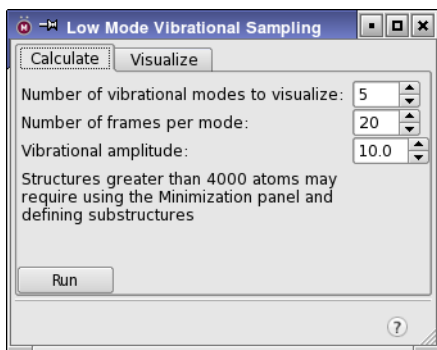 Low Mode Vibrational Sampling
Calculate Visualize
Number of vibrational modes to visualize: 5
Number of frames per mode: 20
Vibrational amplitude: 10.0
Structures greater than 4000 atoms may
require using the Minimization panel and
defining substructures
Run
?